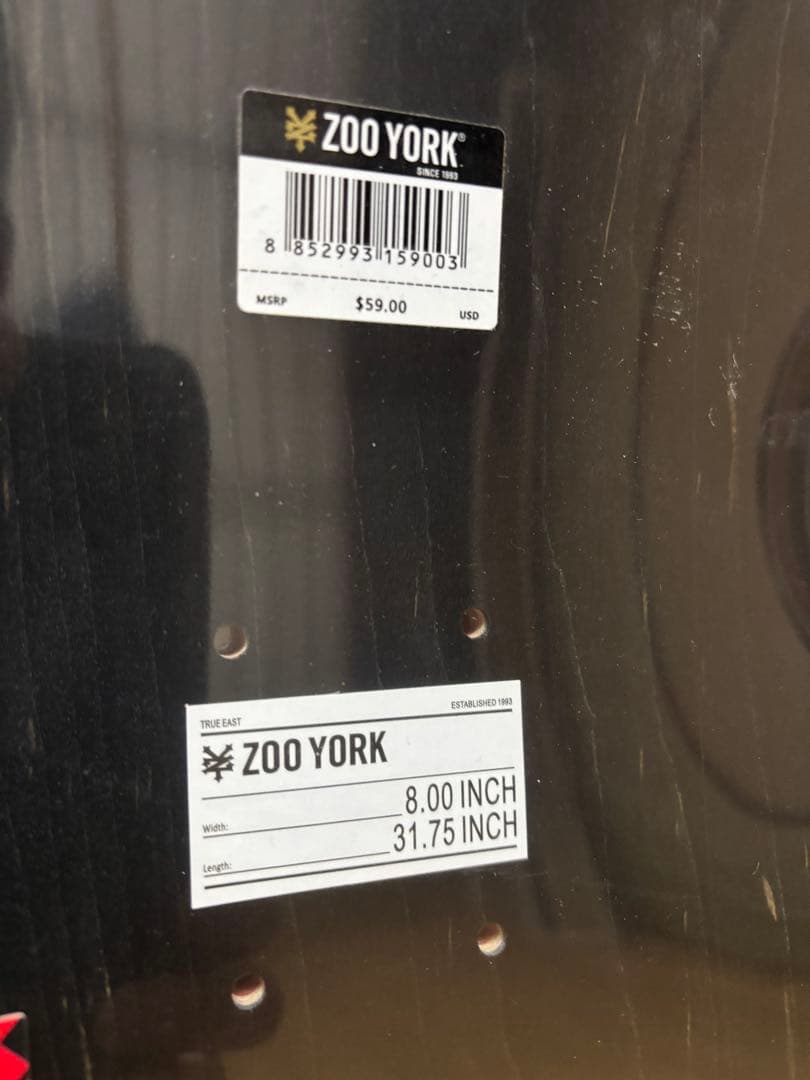 ZOO YORK®
SINCE 1993
8 852993 159003
MSRP $59.00 USD
TRUE EAST ESTABLISHED 1993
ZOO YORK
Width: 8.00 INCH
Length: 31.75 INCH